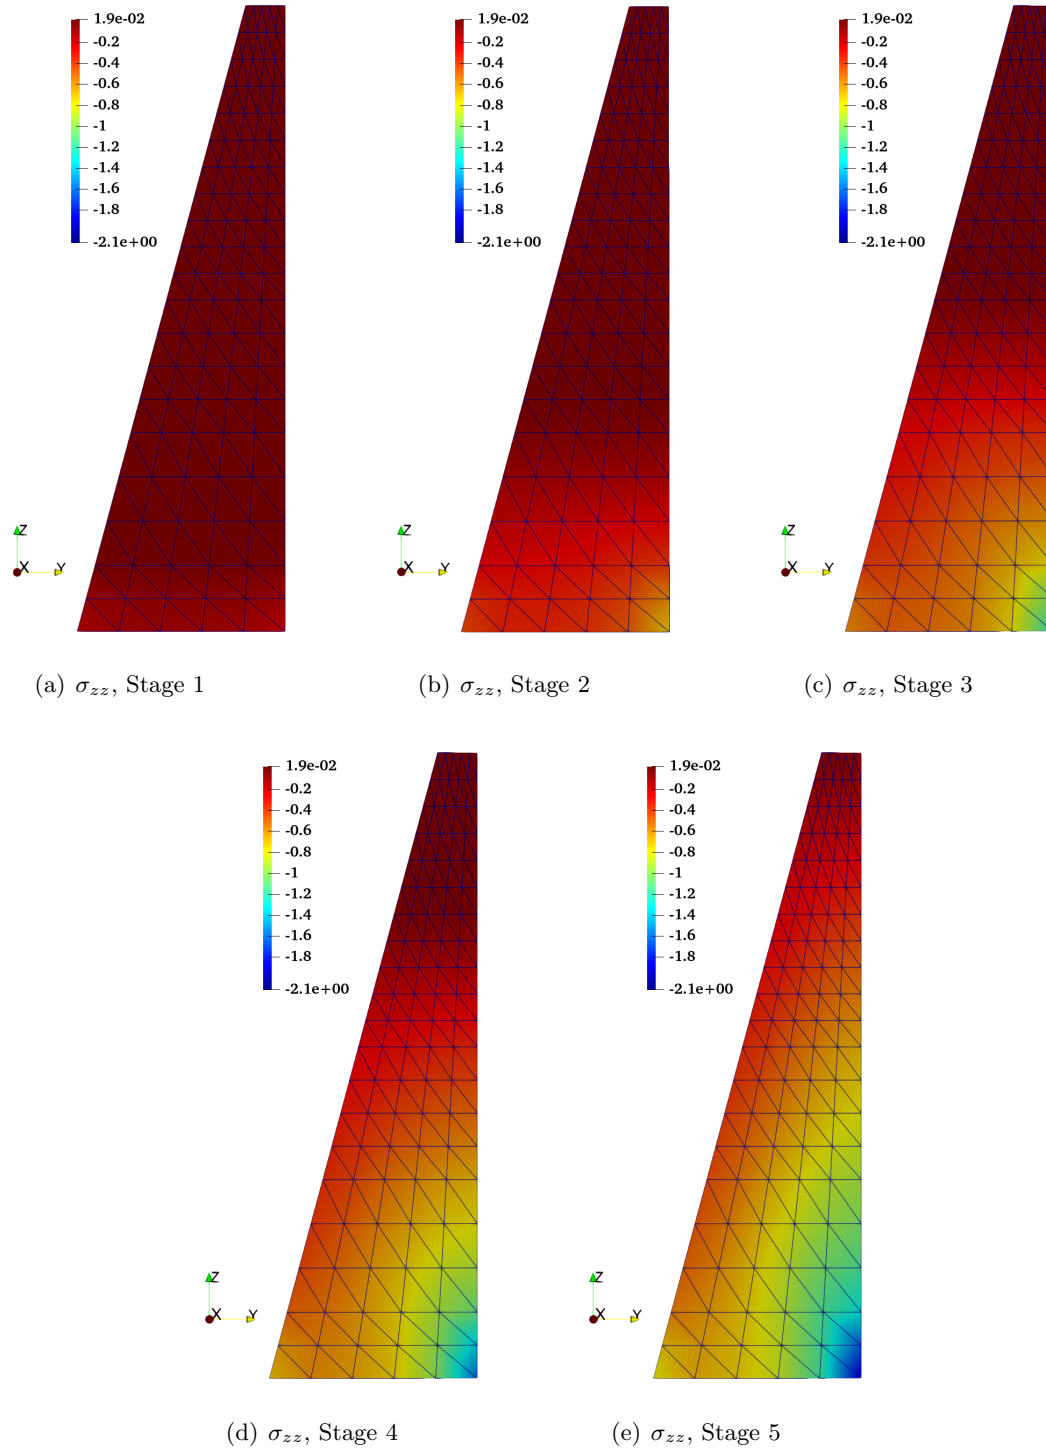 1.9e-02
-0.2
-0.4
-0.6
-0.8
-1
-1.2
-1.4
-1.6
-1.8
-2.1e+00
Z
X
Y
(a) σzz, Stage 1
1.9e-02
-0.2
-0.4
-0.6
-0.8
-1
-1.2
-1.4
-1.6
-1.8
-2.1e+00
Z
X
Y
(b) σzz, Stage 2
1.9e-02
-0.2
-0.4
-0.6
-0.8
-1
-1.2
-1.4
-1.6
-1.8
-2.1e+00
Z
X
Y
(c) σzz, Stage 3
1.9e-02
-0.2
-0.4
-0.6
-0.8
-1
-1.2
-1.4
-1.6
-1.8
-2.1e+00
Z
X
Y
(d) σzz, Stage 4
1.9e-02
-0.2
-0.4
-0.6
-0.8
-1
-1.2
-1.4
-1.6
-1.8
-2.1e+00
Z
X
Y
(e) σzz, Stage 5